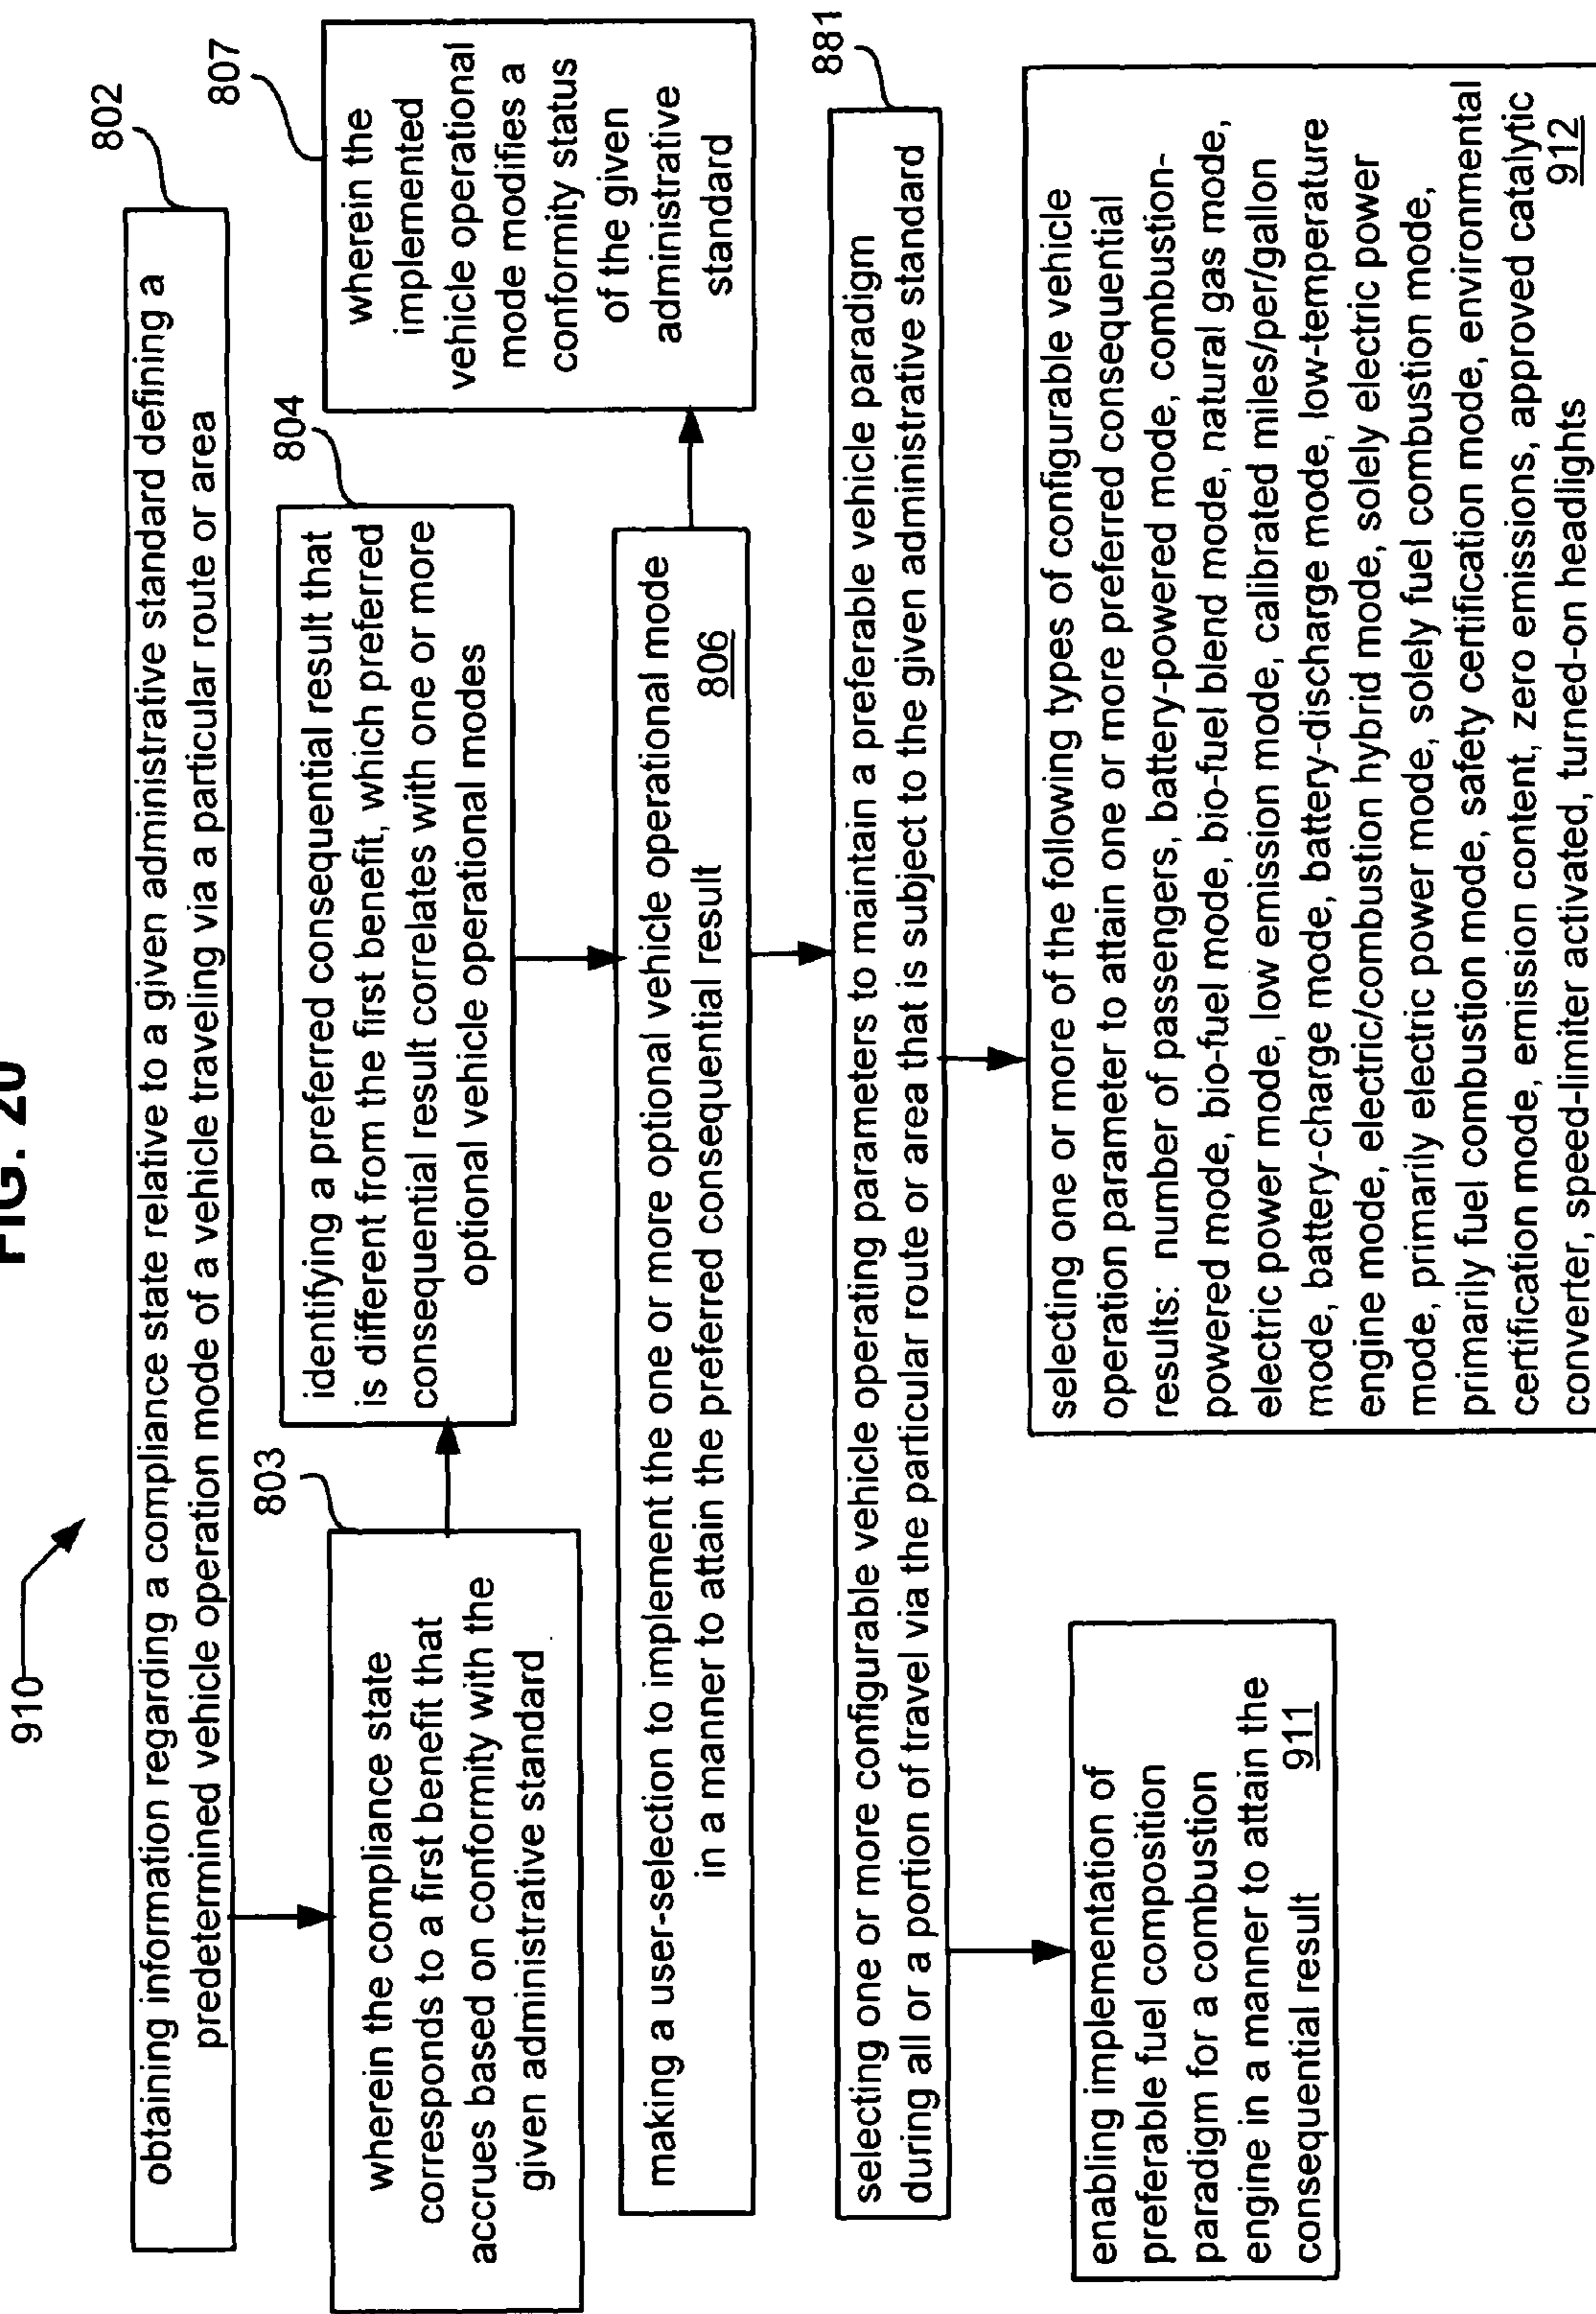 FIG. 20
910
802
obtaining information regarding a compliance state relative to a given administrative standard defining a
predetermined vehicle operation mode of a vehicle traveling via a particular route or area
803
wherein the compliance state
corresponds to a first benefit that
accrues based on conformity with the
given administrative standard
804
identifying a preferred consequential result that
is different from the first benefit, which preferred
consequential result correlates with one or more
optional vehicle operational modes
807
wherein the
implemented
vehicle operational
mode modifies a
conformity status
of the given
administrative
standard
making a user-selection to implement the one or more optional vehicle operational mode
in a manner to attain the preferred consequential result
806
881
selecting one or more configurable vehicle operating parameters to maintain a preferable vehicle paradigm
during all or a portion of travel via the particular route or area that is subject to the given administrative standard
enabling implementation of
preferable fuel composition
paradigm for a combustion
engine in a manner to attain the
consequential result 911
selecting one or more of the following types of configurable vehicle
operation parameter to attain one or more preferred consequential
results: number of passengers, battery-powered mode, combustion-
powered mode, bio-fuel mode, bio-fuel blend mode, natural gas mode,
electric power mode, low emission mode, calibrated miles/per/gallon
mode, battery-charge mode, battery-discharge mode, low-temperature
engine mode, electric/combustion hybrid mode, solely electric power
mode, primarily electric power mode, solely fuel combustion mode,
primarily fuel combustion mode, safety certification mode, environmental
certification mode, emission content, zero emissions, approved catalytic
converter, speed-limiter activated, turned-on headlights 912